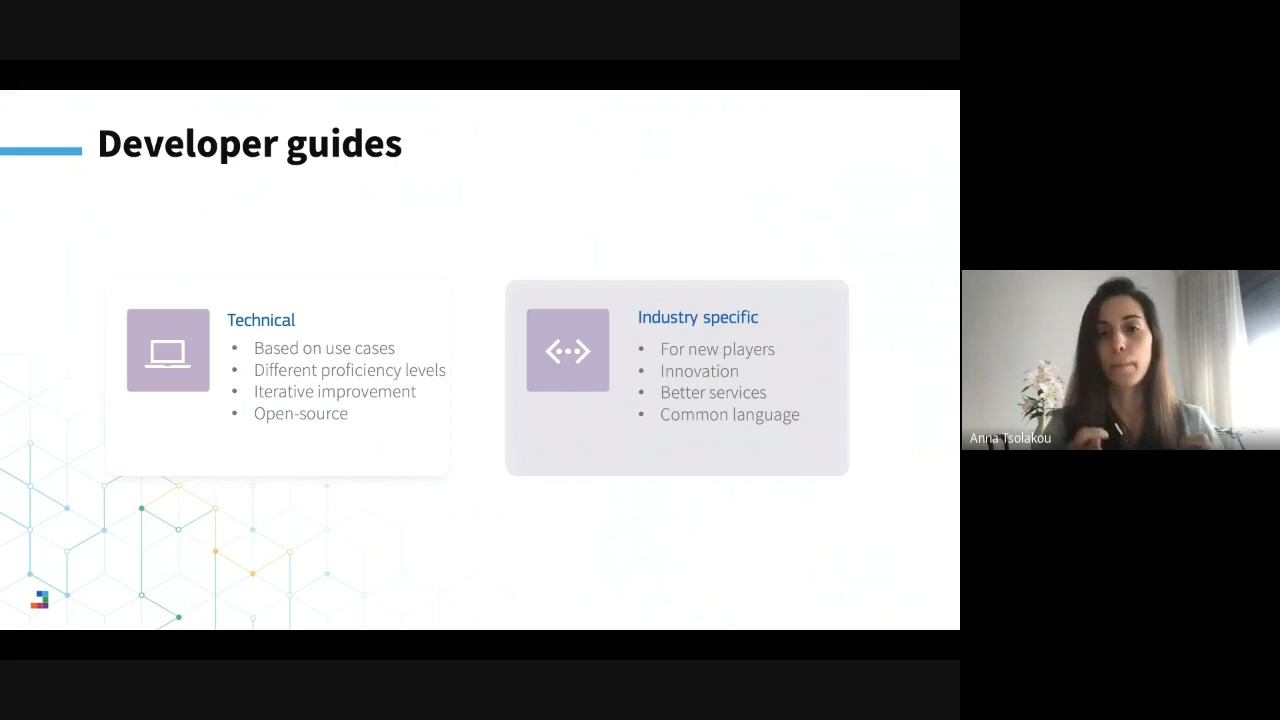 Developer guides
Technical
• Based on use cases
• Different proficiency levels
• Iterative improvement
• Open-source
Industry specific
• For new players
• Innovation
• Better services
• Common language
Anna Tsolakou